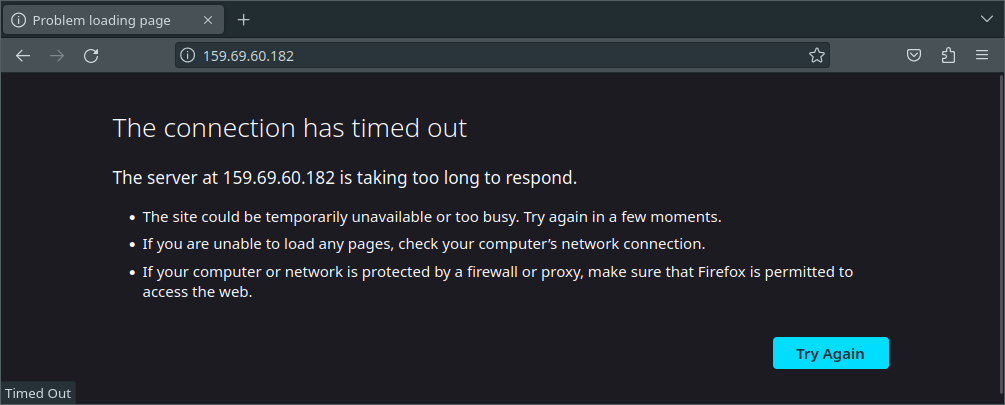 Problem loading page
159.69.60.182
The connection has timed out
The server at 159.69.60.182 is taking too long to respond.
• The site could be temporarily unavailable or too busy. Try again in a few moments.
• If you are unable to load any pages, check your computer’s network connection.
• If your computer or network is protected by a firewall or proxy, make sure that Firefox is permitted to
access the web.
Try Again
Timed Out